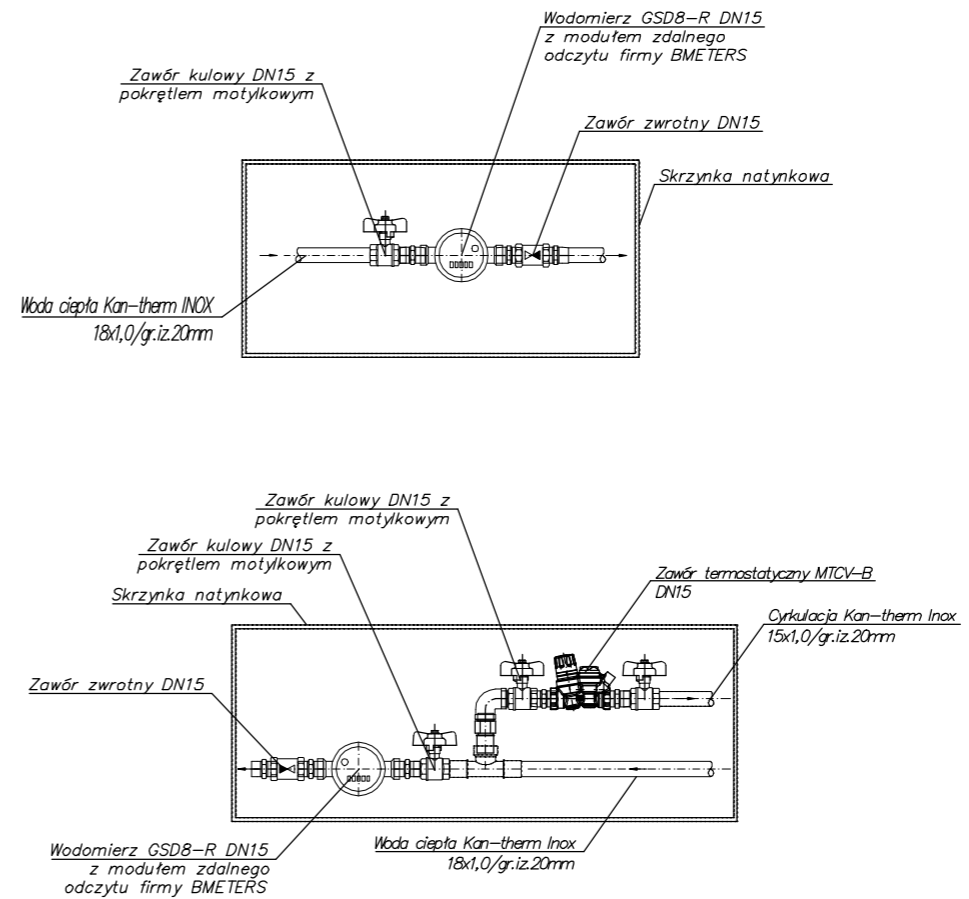 Wodomierz GSD8-R DN15
z modułem zdalnego
odczytu firmy BMETERS
Zawór kulowy DN15 z
pokrętlem motylkowym
Zawór zwrotny DN15
Skrzynka natynkowa
Woda ciepła Kan-therm INOX
18x1,0/gr.iz.20mm
Zawór kulowy DN15 z
pokrętlem motylkowym
Zawór kulowy DN15 z
pokrętlem motylkowym
Skrzynka natynkowa
Zawór termostatyczny MTCV-B
DN15
Cyrkulacja Kan-therm Inox
15x1,0/gr.iz.20mm
Zawór zwrotny DN15
Wodomierz GSD8-R DN15
z modułem zdalnego
odczytu firmy BMETERS
Woda ciepła Kan-therm Inox
18x1,0/gr.iz.20mm